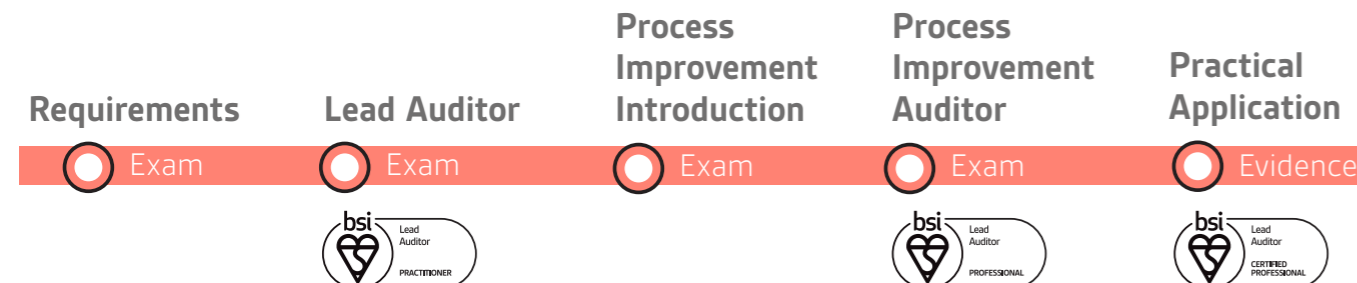 Requirements
Exam
Lead Auditor
Exam
Process
Improvement
Introduction
Exam
Process
Improvement
Auditor
Exam
Practical
Application
Evidence
bsi
Lead
Auditor
PRACTITIONER
bsi
Lead
Auditor
PROFESSIONAL
bsi
Lead
Auditor
CERTIFIED
PROFESSIONAL